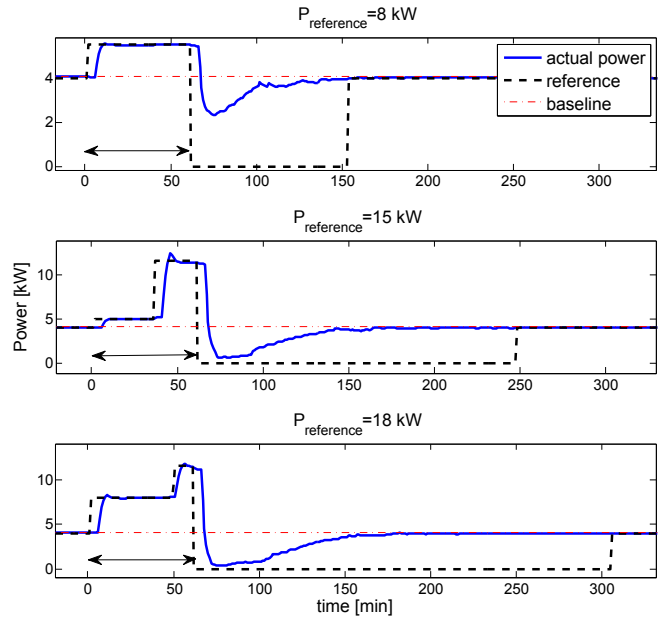 P_reference=8 kW
actual power
reference
baseline
4
2
0
0 50 100 150 200 250 300
P_reference=15 kW
Power [kW]
10
5
0
0 50 100 150 200 250 300
P_reference=18 kW
10
5
0
0 50 100 150 200 250 300
time [min]